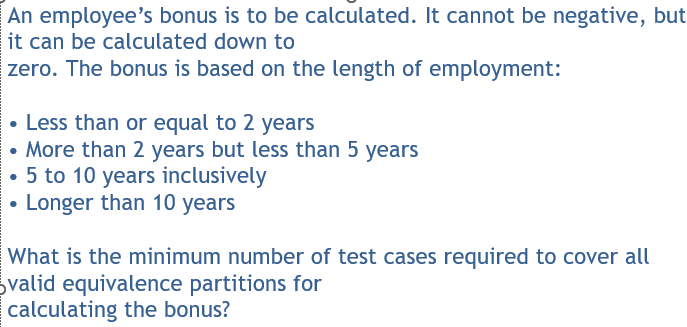 An employee’s bonus is to be calculated. It cannot be negative, but
it can be calculated down to
zero. The bonus is based on the length of employment:
• Less than or equal to 2 years
• More than 2 years but less than 5 years
• 5 to 10 years inclusively
• Longer than 10 years
What is the minimum number of test cases required to cover all
valid equivalence partitions for
calculating the bonus?